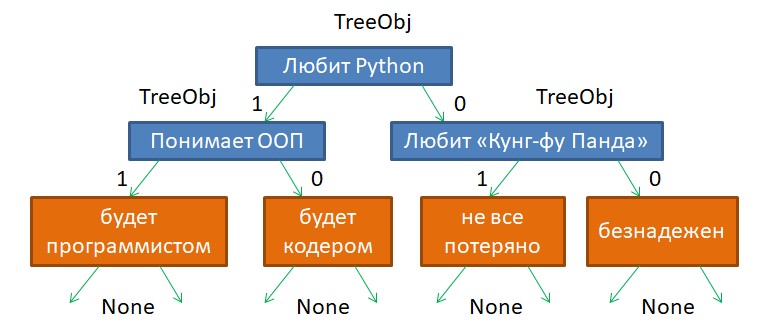 TreeObj
Любит Python
TreeObj
1
0
TreeObj
Понимает ООП
Любит «Кунг-фу Панда»
1
0
1
0
будет
программистом
будет
кодером
не все
потеряно
безнадежен
None
None
None
None